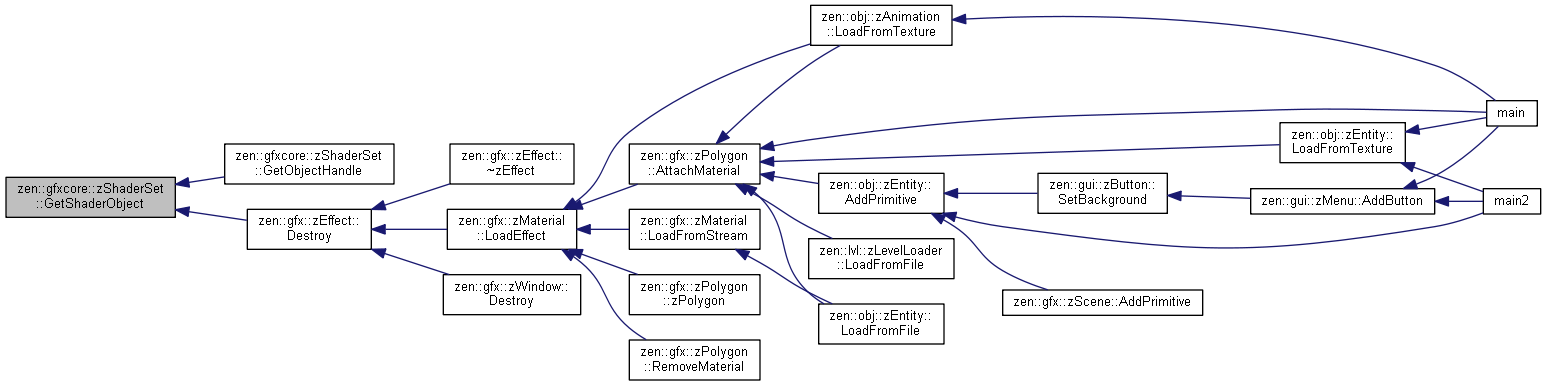 zen::gfxcore::zShaderSet
::GetShaderObject
zen::gfxcore::zShaderSet
::GetObjectHandle
zen::gfx::zEffect::
Destroy
zen::gfx::zEffect::
~zEffect
zen::gfx::zMaterial
::LoadEffect
zen::gfx::zWindow::
Destroy
zen::obj::zAnimation
::LoadFromTexture
zen::gfx::zPolygon
::AttachMaterial
zen::gfx::zMaterial
::LoadFromStream
zen::gfx::zPolygon
::zPolygon
zen::gfx::zPolygon
::RemoveMaterial
zen::obj::zEntity::
AddPrimitive
zen::lvl::zLevelLoader
::LoadFromFile
zen::obj::zEntity::
LoadFromFile
zen::gui::zButton::
SetBackground
zen::gfx::zScene::AddPrimitive
zen::obj::zEntity::
LoadFromTexture
zen::gui::zMenu::AddButton
main
main2